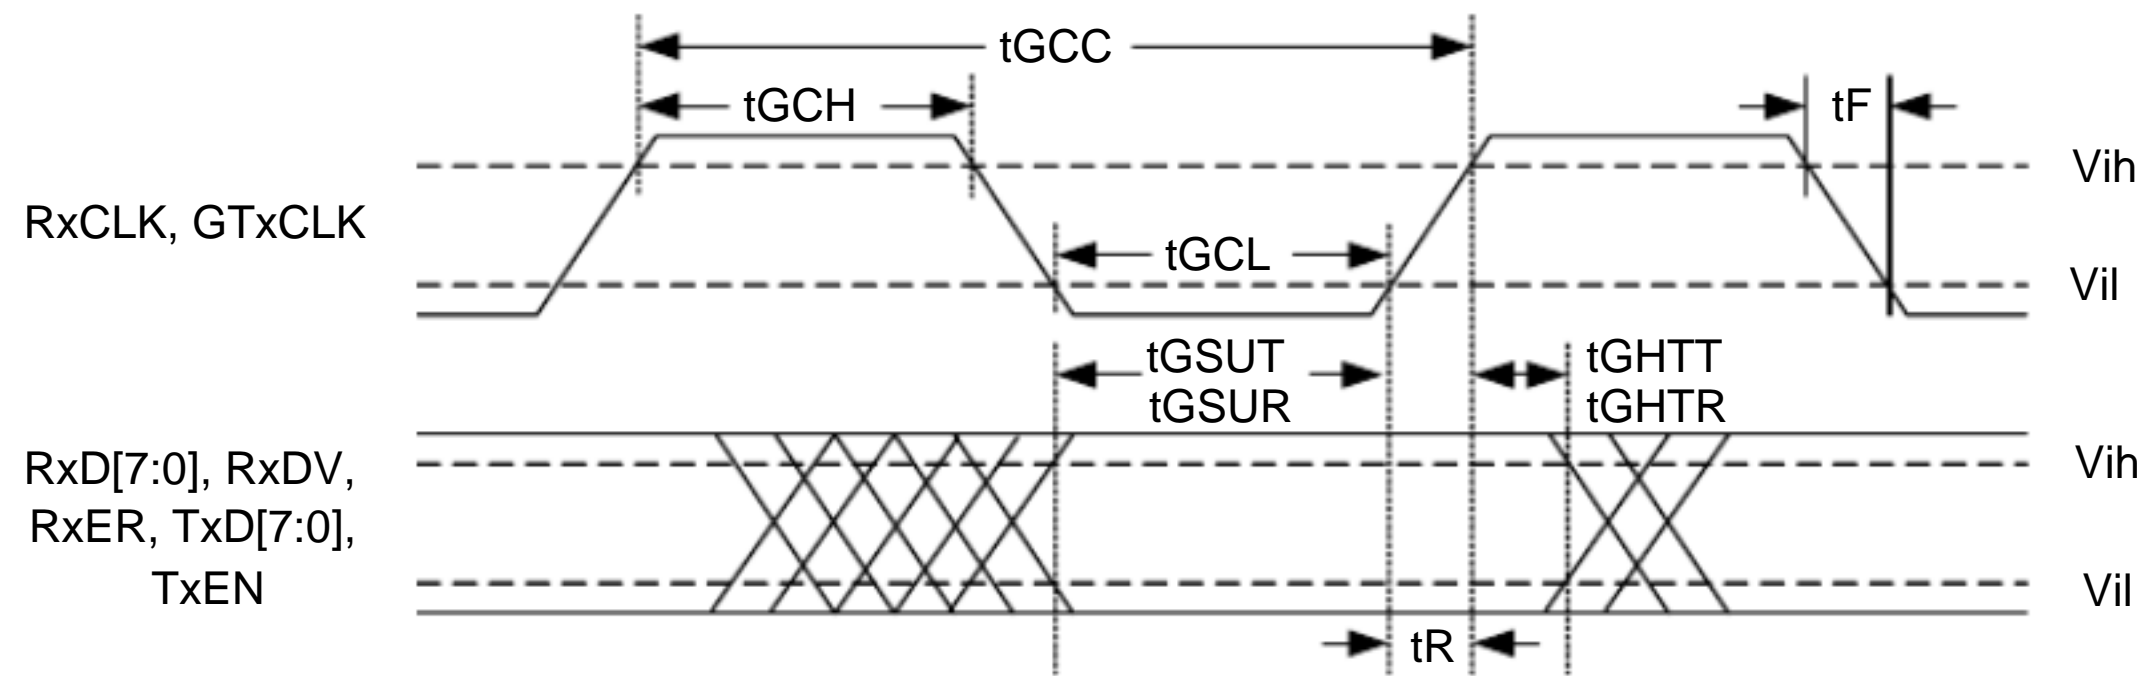 tGCC
tGCH
tF
Vih
RxCLK, GTxCLK
tGCL
Vil
tGSUT
tGSUR
tGHTT
tGHTR
RxD[7:0], RxDV,
RxER, TxD[7:0],
TxEN
Vih
Vil
tR